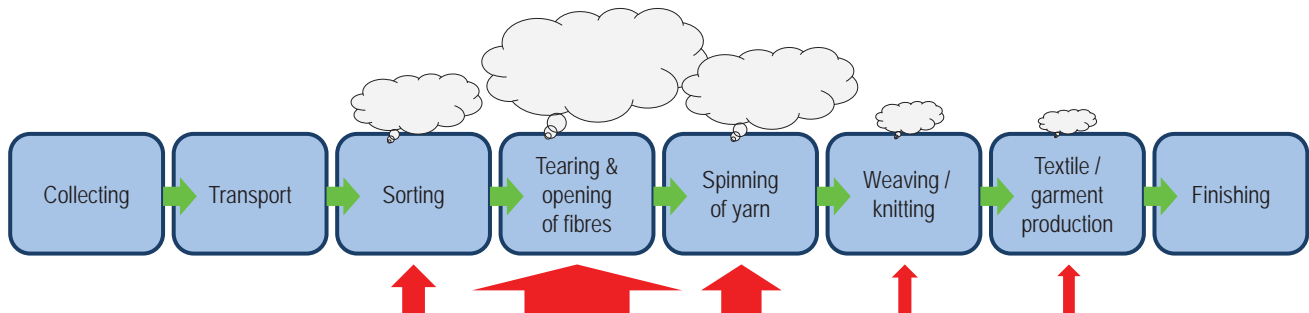 Collecting
Transport
Sorting
Tearing &
opening
of fibres
Spinning
of yarn
Weaving /
knitting
Textile /
garment
production
Finishing